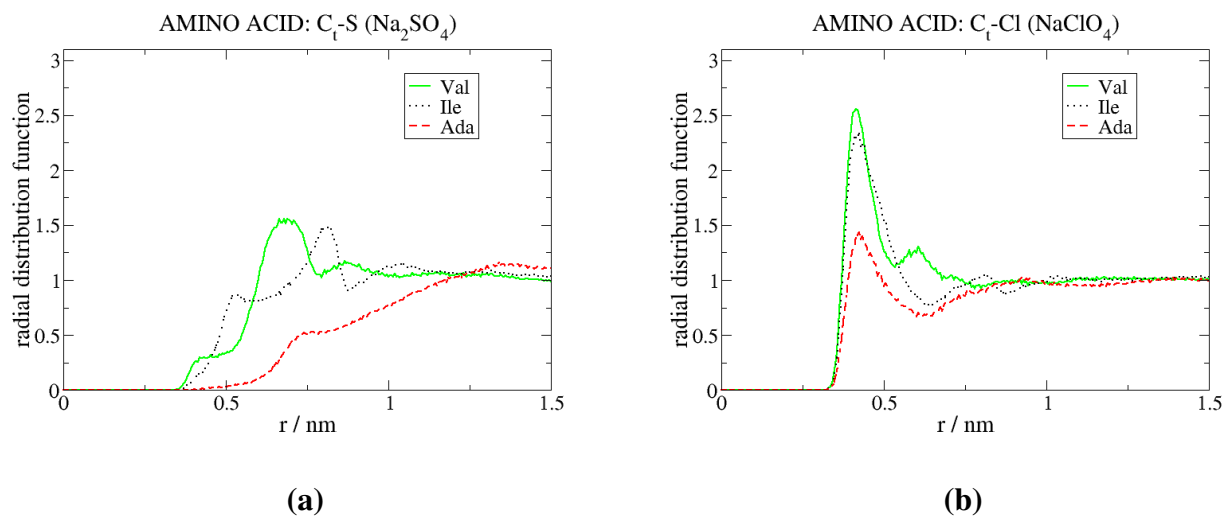 AMINO ACID: Cₜ-S (Na₂SO₄)
radial distribution function
3
2.5
2
1.5
1
0.5
0
Val
Ile
Ada
0
0.5
1
1.5
r / nm
(a)
AMINO ACID: Cₜ-Cl (NaClO₄)
radial distribution function
3
2.5
2
1.5
1
0.5
0
Val
Ile
Ada
0
0.5
1
1.5
r / nm
(b)